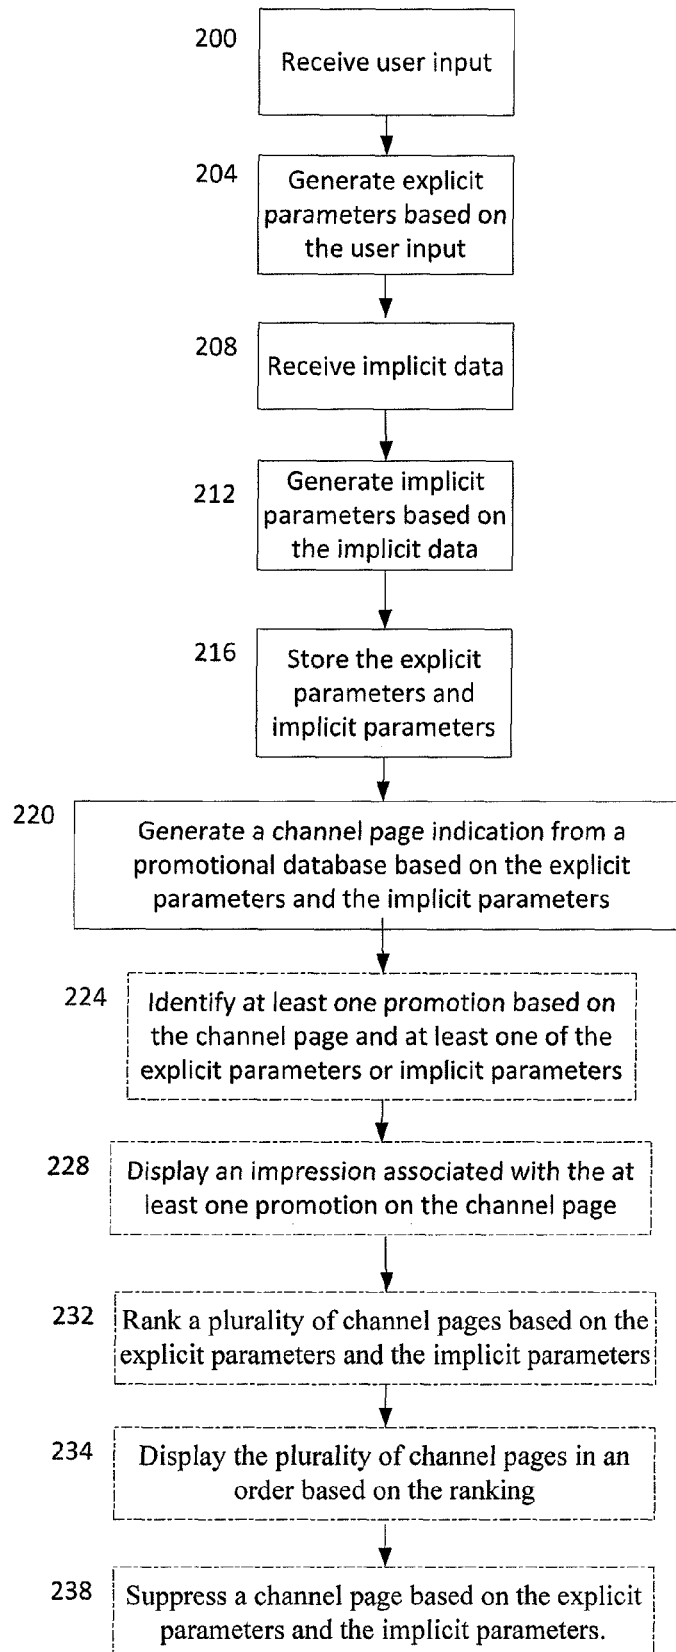 200
Receive user input
204
Generate explicit
parameters based on
the user input
208
Receive implicit data
212
Generate implicit
parameters based on
the implicit data
216
Store the explicit
parameters and
implicit parameters
220
Generate a channel page indication from a
promotional database based on the explicit
parameters and the implicit parameters
224
Identify at least one promotion based on
the channel page and at least one of the
explicit parameters or implicit parameters
228
Display an impression associated with the at
least one promotion on the channel page
232
Rank a plurality of channel pages based on the
explicit parameters and the implicit parameters
234
Display the plurality of channel pages in an
order based on the ranking
238
Suppress a channel page based on the explicit
parameters and the implicit parameters.